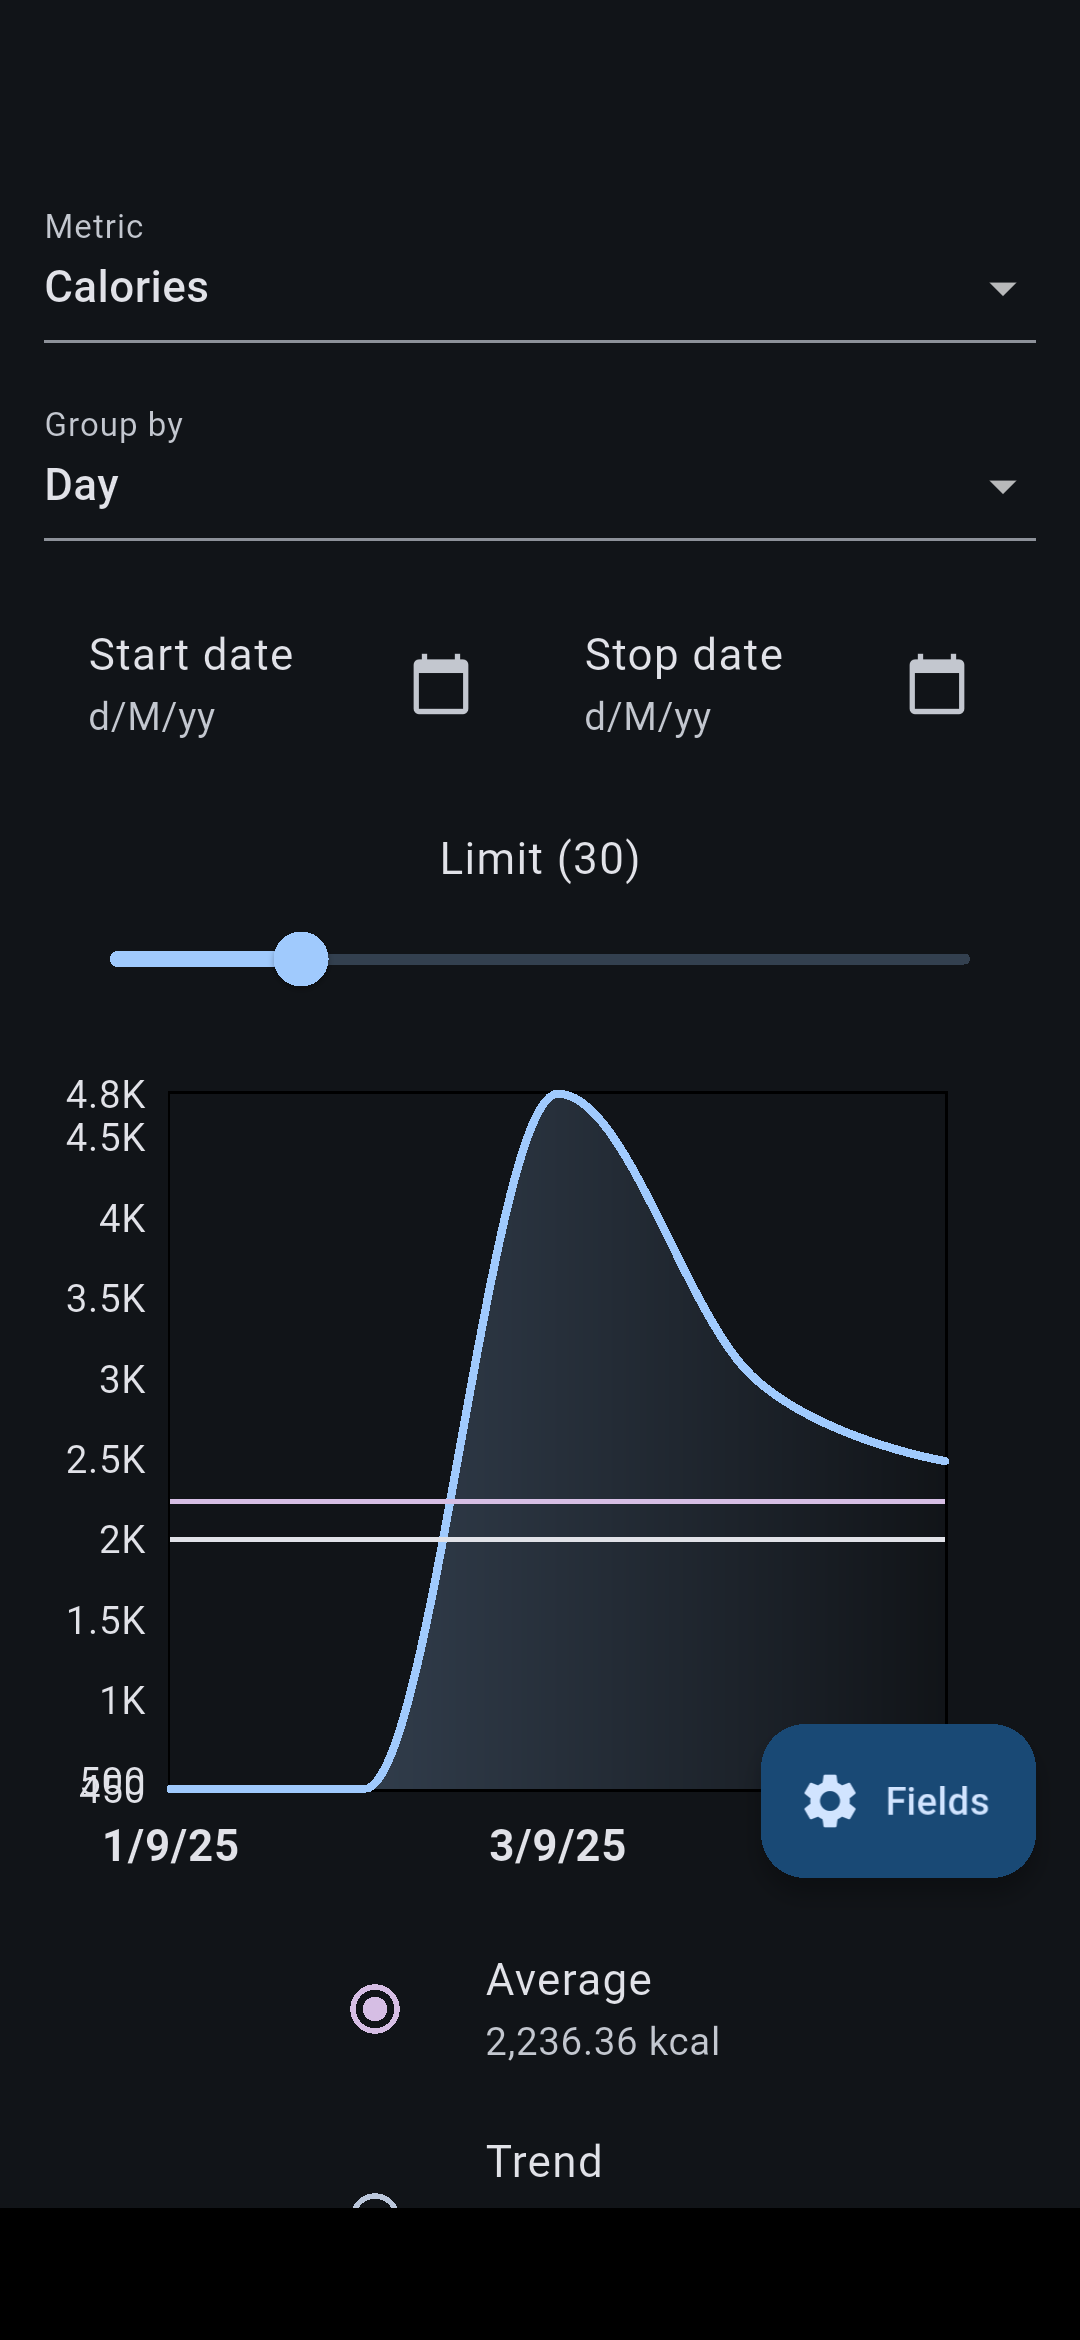 Metric
Calories
Group by
Day
Start date
d/M/yy
Stop date
d/M/yy
Limit (30)
4.8K
4.5K
4K
3.5K
3K
2.5K
2K
1.5K
1K
500
450
1/9/25
3/9/25
Fields
Average
2,236.36 kcal
Trend